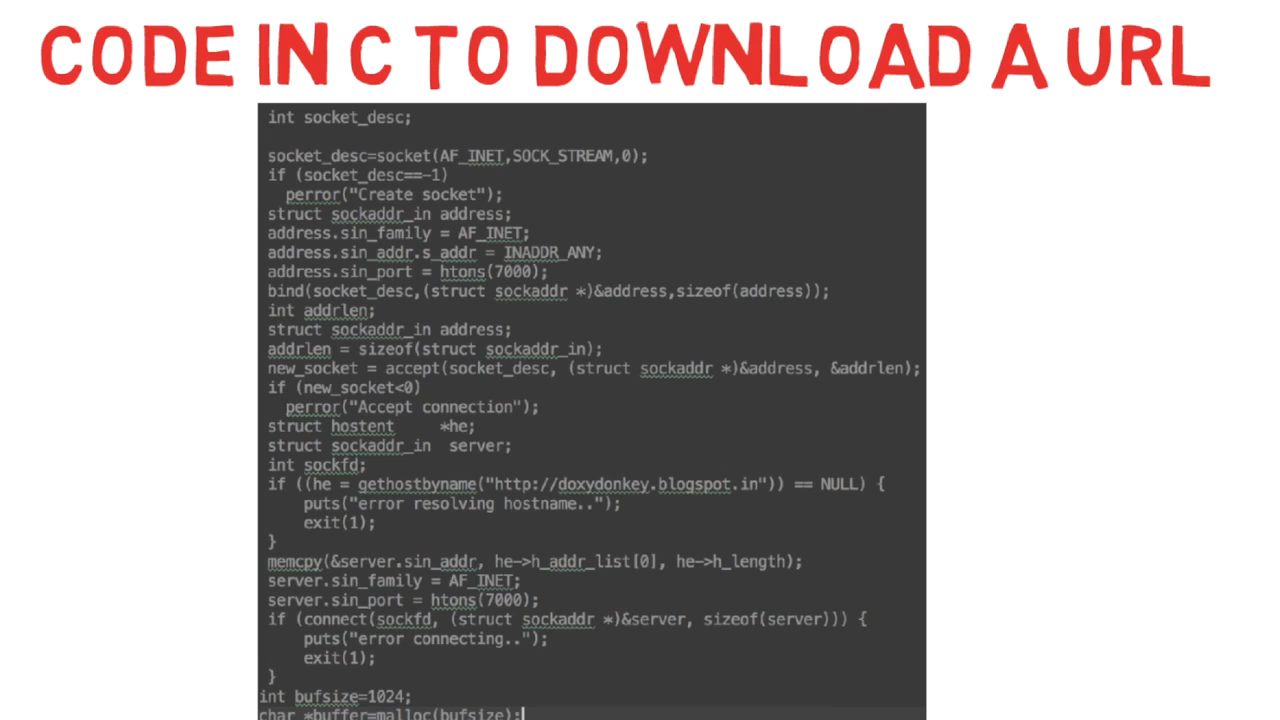 CODE IN C TO DOWNLOAD A URL
int socket_desc;
socket_desc=socket(AF_INET,SOCK_STREAM,0);
if (socket_desc==-1)
perror("Create socket");
struct sockaddr_in address;
address.sin_family = AF_INET;
address.sin_addr.s_addr = INADDR_ANY;
address.sin_port = htons(7000);
bind(socket_desc,(struct sockaddr *)&address,sizeof(address));
int addrlen;
struct sockaddr_in address;
addrlen = sizeof(struct sockaddr_in);
new_socket = accept(socket_desc, (struct sockaddr *)&address, &addrlen);
if (new_socket<0)
perror("Accept connection");
struct hostent *he;
struct sockaddr_in server;
int sockfd;
if ((he = gethostbyname("http://doxydonkey.blogspot.in")) == NULL) {
puts("error resolving hostname..");
exit(1);
}
memcpy(&server.sin_addr, he->h_addr_list[0], he->h_length);
server.sin_family = AF_INET;
server.sin_port = htons(7000);
if (connect(sockfd, (struct sockaddr *)&server, sizeof(server))) {
puts("error connecting..");
exit(1);
}
int bufsize=1024;
char *buffer=malloc(bufsize);